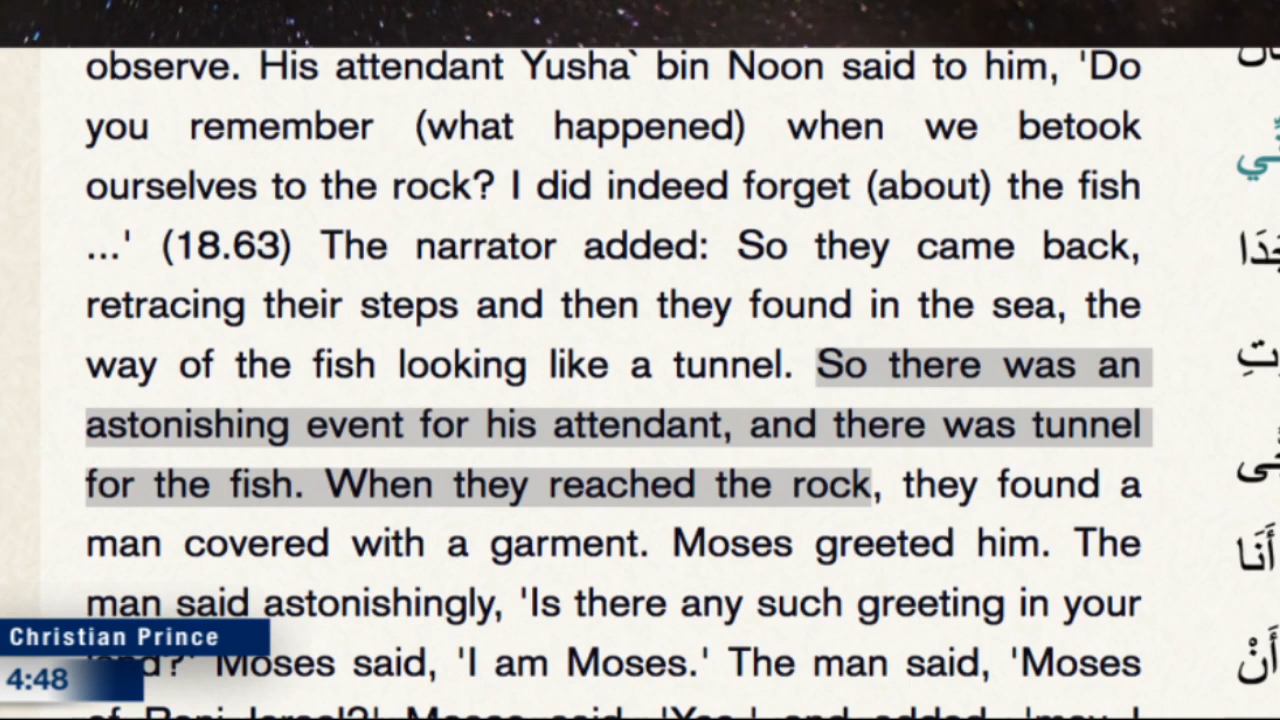 observe. His attendant Yusha` bin Noon said to him, 'Do
you remember (what happened) when we betook
ourselves to the rock? I did indeed forget (about) the fish
...' (18.63) The narrator added: So they came back,
retracing their steps and then they found in the sea, the
way of the fish looking like a tunnel. So there was an
astonishing event for his attendant, and there was tunnel
for the fish. When they reached the rock, they found a
man covered with a garment. Moses greeted him. The
man said astonishingly, 'Is there any such greeting in your
Christian Prince
Moses said, 'I am Moses.' The man said, 'Moses
4:48
أَنَا
أَنْ